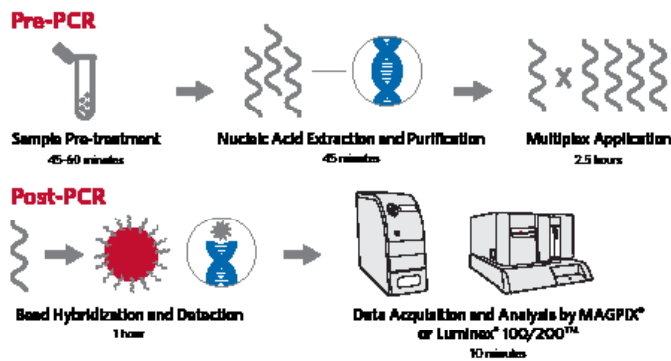 Pre-PCR
Sample Pre-treatment
45-60 minutes
Nucleic Acid Extraction and Purification
45 minutes
Multiplex Application
2.5 hours
Post-PCR
Bead Hybridization and Detection
1 hour
Data Acquisition and Analysis by MAGPIX®
or Luminex® 100/200™
10 minutes